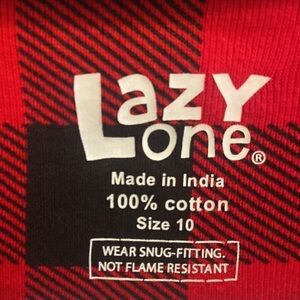 Lazy
one®
Made in India
100% cotton
Size 10
WEAR SNUG-FITTING.
NOT FLAME RESISTANT